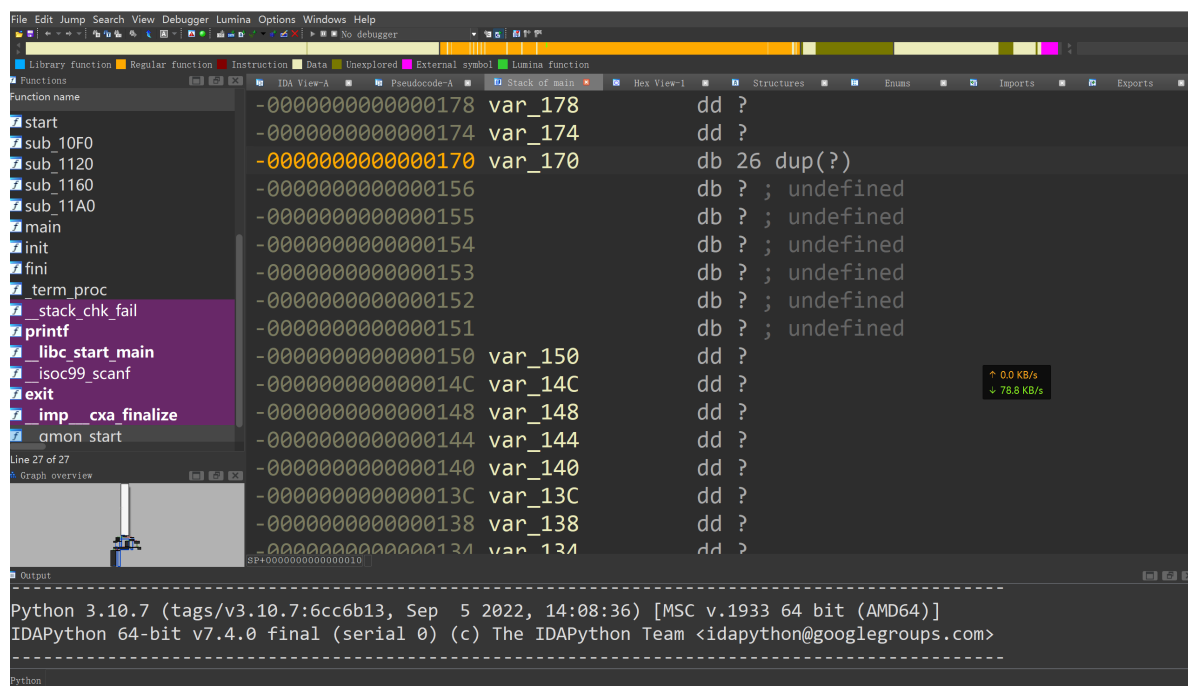 File Edit Jump Search View Debugger Lumina Options Windows Help
No debugger
Library function Regular function Instruction Data Unexplored External symbol Lumina function
Functions
IDA View-A Pseudocode-A Stack of main Hex View-1 Structures Enums Imports Exports
Function name
start
sub_10F0
sub_1120
sub_1160
sub_11A0
main
init
fini
_term_proc
__stack_chk_fail
printf
__libc_start_main
__isoc99_scanf
exit
__imp___cxa_finalize
gmon start
Line 27 of 27
Graph overview
-0000000000000178 var_178 dd ?
-0000000000000174 var_174 dd ?
-0000000000000170 var_170 db 26 dup(?)
-0000000000000156 db ? ; undefined
-0000000000000155 db ? ; undefined
-0000000000000154 db ? ; undefined
-0000000000000153 db ? ; undefined
-0000000000000152 db ? ; undefined
-0000000000000151 db ? ; undefined
-0000000000000150 var_150 dd ?
-000000000000014C var_14C dd ?
-0000000000000148 var_148 dd ?
-0000000000000144 var_144 dd ?
-0000000000000140 var_140 dd ?
-000000000000013C var_13C dd ?
-0000000000000138 var_138 dd ?
-0000000000000134 var_134 dd ?
SP+0000000000000010
↑ 0.0 KB/s
↓ 78.8 KB/s
Output
Python 3.10.7 (tags/v3.10.7:6cc6b13, Sep 5 2022, 14:08:36) [MSC v.1933 64 bit (AMD64)]
IDAPython 64-bit v7.4.0 final (serial 0) (c) The IDAPython Team <idapython@googlegroups.com>
Python